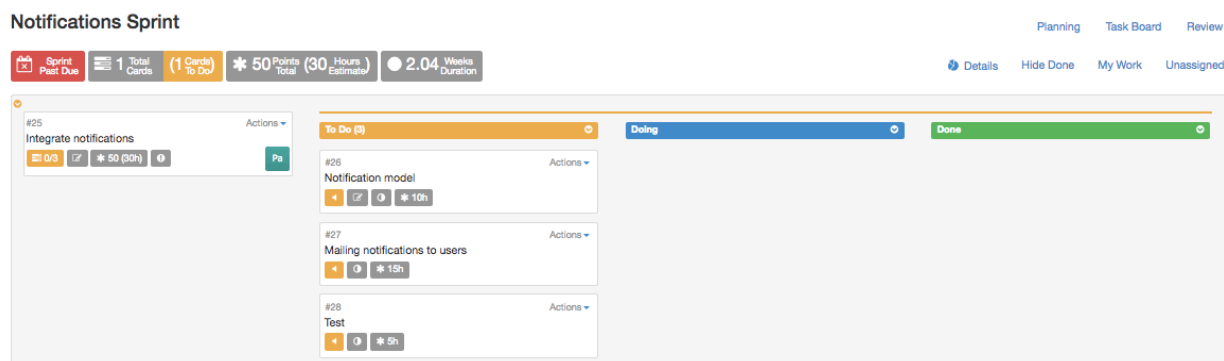 Notifications Sprint
Planning Task Board Review
Sprint Past Due
1 Total Cards (1 Cards To Do)
50 Points Total (30 Hours Estimate)
2.04 Weeks Duration
Details Hide Done My Work Unassigned
#25 Actions
Integrate notifications
0/3 50 (30h) Pa
To Do (3) Doing Done
#26 Actions
Notification model
10h
#27 Actions
Mailing notifications to users
15h
#28 Actions
Test
5h